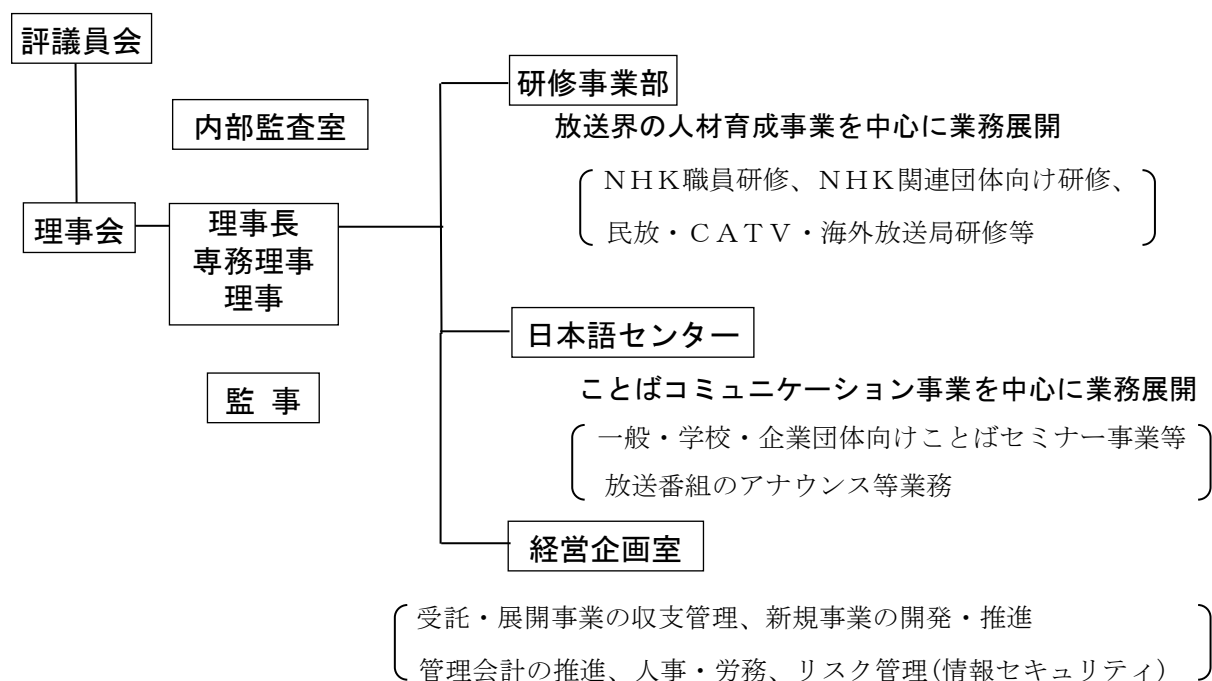 評議員会
内部監査室
理事会
理事長
専務理事
理事
監 事
研修事業部
放送界の人材育成事業を中心に業務展開
ＮＨＫ職員研修、ＮＨＫ関連団体向け研修、
民放・ＣＡＴＶ・海外放送局研修等
日本語センター
ことばコミュニケーション事業を中心に業務展開
一般・学校・企業団体向けことばセミナー事業等
放送番組のアナウンス等業務
経営企画室
受託・展開事業の収支管理、新規事業の開発・推進
管理会計の推進、人事・労務、リスク管理(情報セキュリティ）